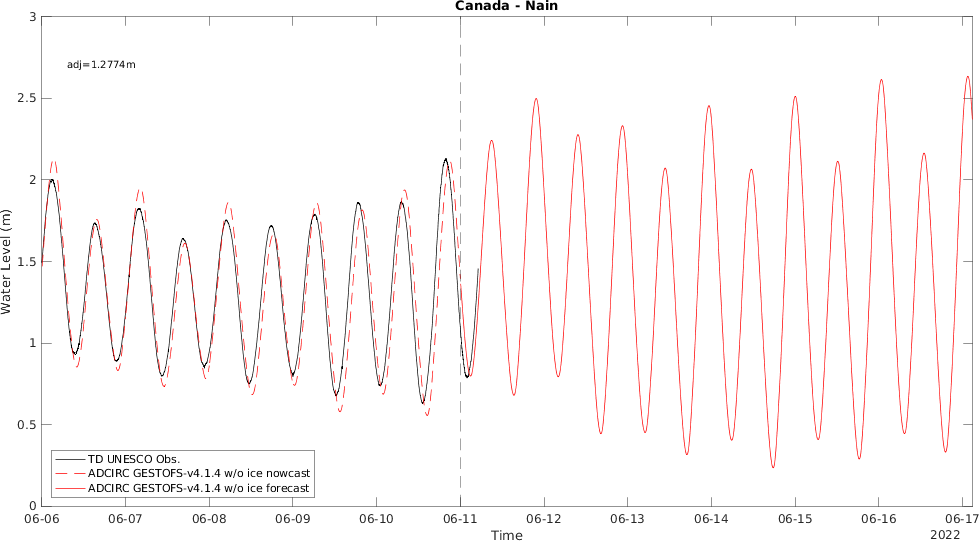 Canada - Nain
adj=1.2774m
3
2.5
2
1.5
1
0.5
0
Water Level (m)
TD UNESCO Obs.
ADCIRC GESTOFS-v4.1.4 w/o ice nowcast
ADCIRC GESTOFS-v4.1.4 w/o ice forecast
06-06 06-07 06-08 06-09 06-10 06-11 06-12 06-13 06-14 06-15 06-16 06-17
Time
2022